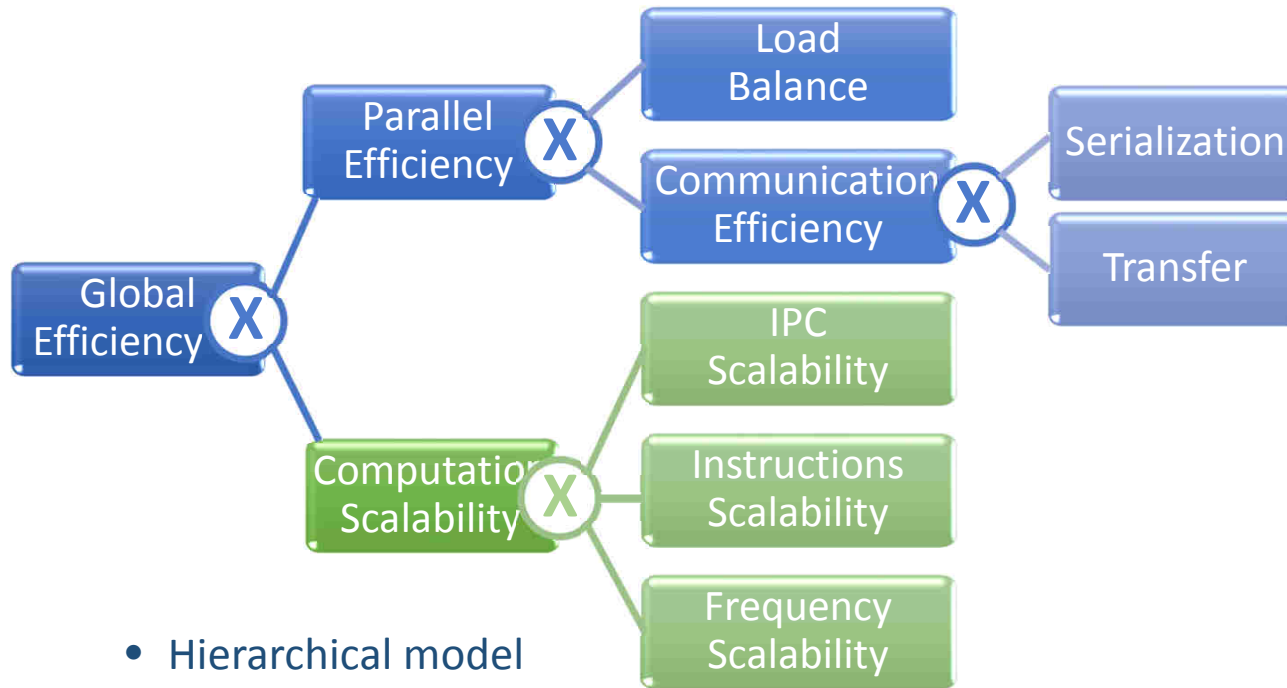 Load
Balance
Parallel
Efficiency
X
Serialization
Communication
Efficiency
X
Transfer
Global
Efficiency
X
IPC
Scalability
Computation
Scalability
X
Instructions
Scalability
Frequency
Scalability
• Hierarchical model